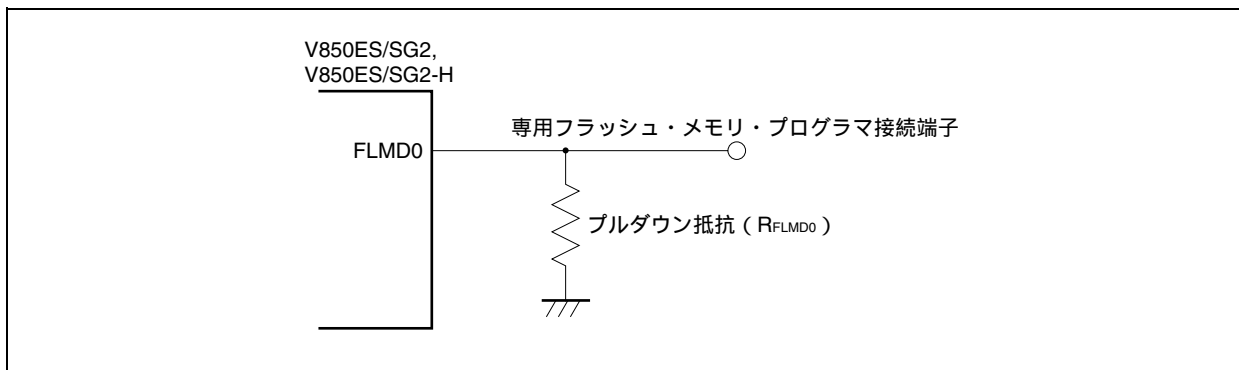 V850ES/SG2,
V850ES/SG2-H
専用フラッシュ・メモリ・プログラマ接続端子
FLMD0
プルダウン抵抗（RFLMD0）